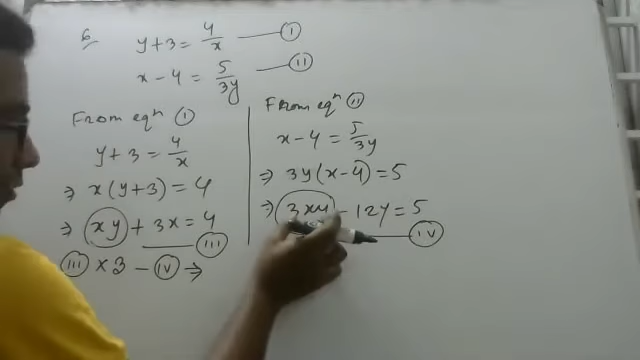 6
y + 3 = 4/x —— I
x - 4 = 5/3y —— II
From eqⁿ I
y + 3 = 4/x
⇒ x(y+3) = 4
⇒ xy + 3x = 4
—— III
III × 3 - IV ⇒
From eqⁿ II
x - 4 = 5/3y
⇒ 3y(x-4) = 5
⇒ 3xy - 12y = 5
—— IV